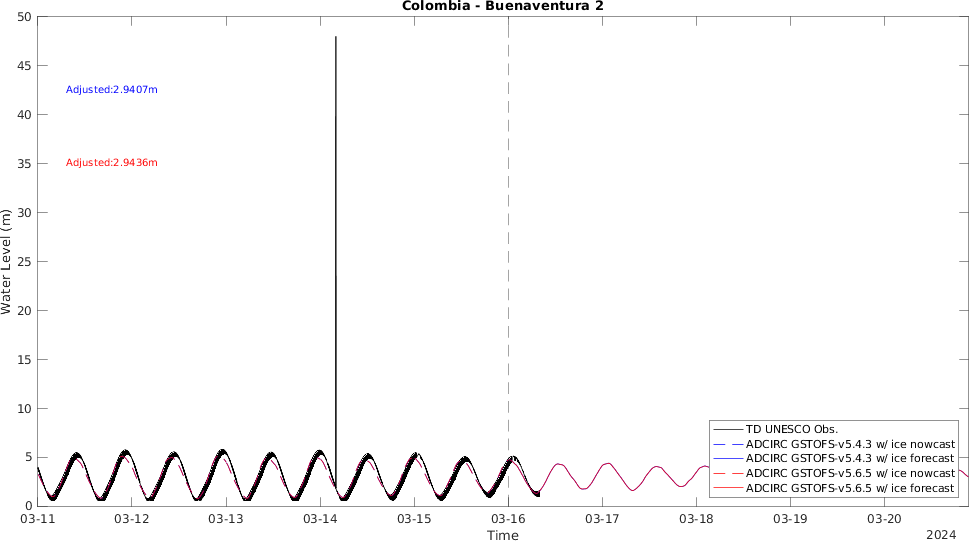 Colombia - Buenaventura 2
50
45
40
35
30
25
20
15
10
5
0
Water Level (m)
Adjusted:2.9407m
Adjusted:2.9436m
TD UNESCO Obs.
ADCIRC GSTOFS-v5.4.3 w/ ice nowcast
ADCIRC GSTOFS-v5.4.3 w/ ice forecast
ADCIRC GSTOFS-v5.6.5 w/ ice nowcast
ADCIRC GSTOFS-v5.6.5 w/ ice forecast
03-11 03-12 03-13 03-14 03-15 03-16 03-17 03-18 03-19 03-20
Time
2024